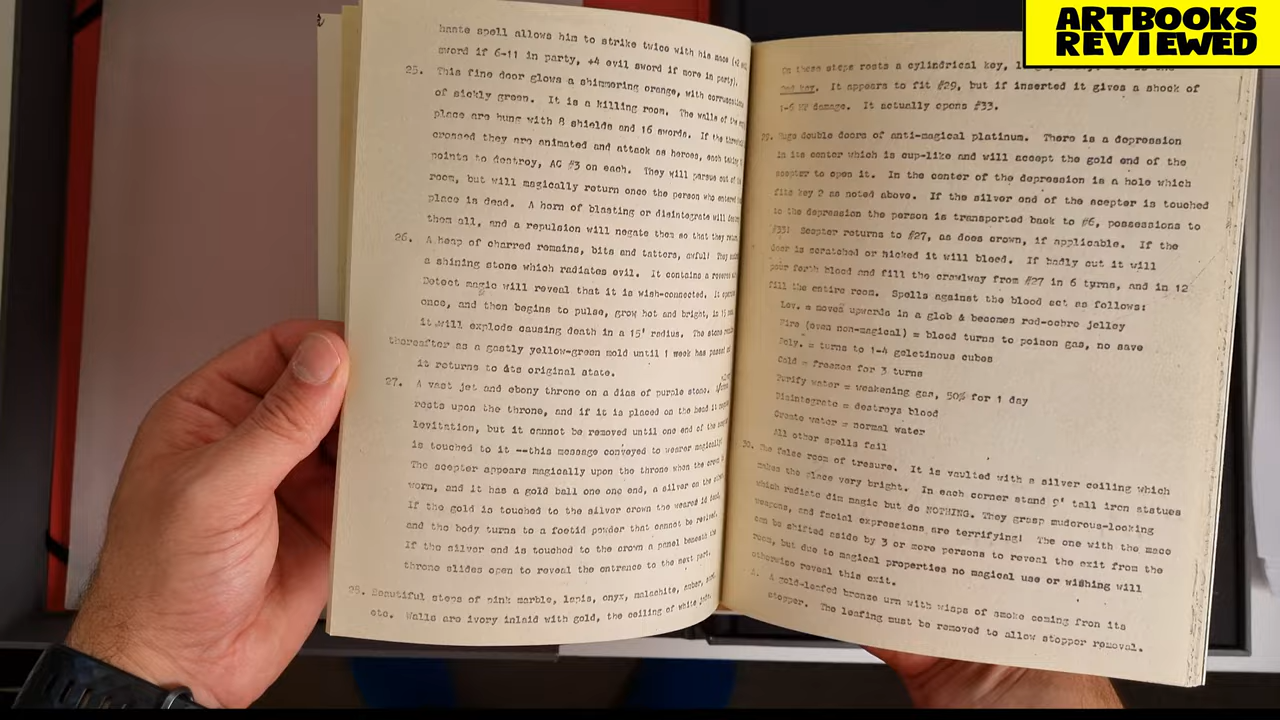 ARTBOOKS
REVIEWED
haste spell allows him to strike twice with his mace (+2
sword if 6-11 in party, +4 evil sword if more in party).
25. This fine door glows a shimmering orange, with
of sickly green. It is a killing room. The walls of the
place are hung with 8 shields and 16 swords. If the
crossed they are animated and attack as heroes, each taking
points to destroy, AC #3 on each. They will persue out of the
room, but will magically return once the person who entered
place is dead. A horn of blasting or disintegrate will
them all, and a repulsion will negate them so that they
26. A heap of charred remains, bits and tatters, awful! They
a shining stone which radiates evil. It contains a
Detect magic will reveal that it is wish-connected. It
once, and then begins to pulse, grow hot and bright, in 15
it will explode causing death in a 15' radius. The stone
thereafter as a gastly yellow-green mold until 1 week has passed
it returns to its original state.
27. A vast jet and ebony throne on a dias of purple stone.
rests upon the throne, and if it is placed on the head it
levitation, but it cannot be removed until one end of the
is touched to it --this message conveyed to wearer magically!
The scepter appears magically upon the throne when the crown is
worn, and it has a gold ball one one end, a silver on the
If the gold is touched to the silver crown the weared is dead,
and the body turns to a foetid powder that cannot be revived.
If the silver end is touched to the crown a panel beneath the
throne slides open to reveal the entrance to the next part.
28. Beautiful steps of pink marble, lapis, onyx, malachite, amber,
etc. Walls are ivory inlaid with gold, the ceiling of white
On these steps rests a cylindrical key,
It appears to fit #29, but if inserted it gives a shock of
1-6 HP damage. It actually opens #33.
29. Huge double doors of anti-magical platinum. There is a depression
in its center which is cup-like and will accept the gold end of the
scepter to open it. In the center of the depression is a hole which
fits key 2 as noted above. If the silver end of the scepter is touched
to the depression the person is transported back to #6, possessions to
#33! Scepter returns to #27, as does crown, if applicable. If the
door is scratched or nicked it will bleed. If badly cut it will
pour forth blood and fill the crawlway from #27 in 6 turns, and in 12
fill the entire room. Spells against the blood act as follows:
Lev. = moves upwards in a glob & becomes red-ochre jelley
Fire (even non-magical) = blood turns to poison gas, no save
Poly. = turns to 1-4 geletinous cubes
Cold = freezes for 3 turns
Purify water = weakening gas, 50% for 1 day
Disintegrate = destroys blood
Create water = normal water
All other spells fail
30. The false room of tresure. It is vaulted with a silver ceiling which
makes the place very bright. In each corner stand 9' tall iron statues
which radiate dim magic but do NOTHING. They grasp muderous-looking
weapons, and facial expressions are terrifying! The one with the mace
can be shifted aside by 3 or more persons to reveal the exit from the
room, but due to magical properties no magical use or wishing will
otherwise reveal this exit.
A. A gold-leafed bronze urn with wisps of smoke coming from its
stopper. The leafing must be removed to allow stopper removal.